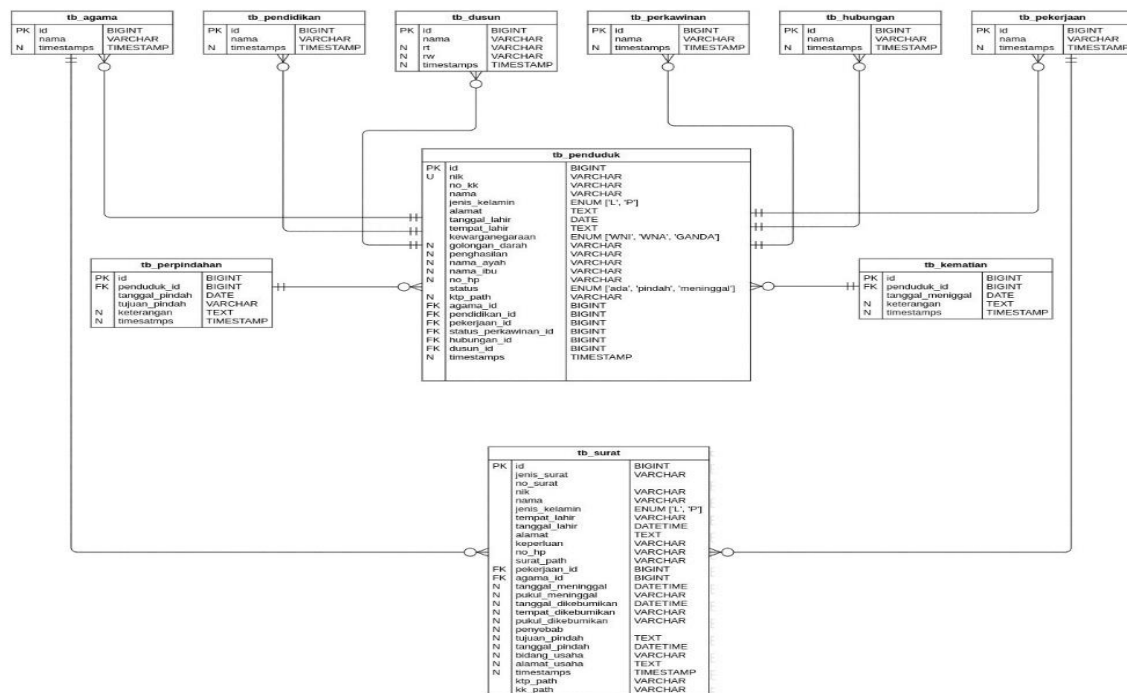 tb_agama
PK id BIGINT
nama VARCHAR
N timestamps TIMESTAMP
tb_pendidikan
PK id BIGINT
nama VARCHAR
N timestamps TIMESTAMP
tb_dusun
PK id BIGINT
nama VARCHAR
N rt VARCHAR
N rw VARCHAR
N timestamps TIMESTAMP
tb_perkawinan
PK id BIGINT
nama VARCHAR
N timestamps TIMESTAMP
tb_hubungan
PK id BIGINT
nama VARCHAR
N timestamps TIMESTAMP
tb_pekerjaan
PK id BIGINT
nama VARCHAR
N timestamps TIMESTAMP
tb_penduduk
PK id BIGINT
U nik VARCHAR
no_kk VARCHAR
nama VARCHAR
jenis_kelamin ENUM ['L', 'P']
alamat TEXT
tanggal_lahir DATE
tempat_lahir TEXT
kewarganegaraan ENUM ['WNI', 'WNA', 'GANDA']
N golongan_darah VARCHAR
N penghasilan VARCHAR
N nama_ayah VARCHAR
N nama_ibu VARCHAR
N no_hp VARCHAR
status ENUM ['ada', 'pindah', 'meninggal']
N ktp_path VARCHAR
FK agama_id BIGINT
FK pendidikan_id BIGINT
FK pekerjaan_id BIGINT
FK status_perkawinan_id BIGINT
FK hubungan_id BIGINT
FK dusun_id BIGINT
N timestamps TIMESTAMP
tb_perpindahan
PK id BIGINT
FK penduduk_id BIGINT
tanggal_pindah DATE
tujuan_pindah VARCHAR
N keterangan TEXT
N timesatmps TIMESTAMP
tb_kematian
PK id BIGINT
FK penduduk_id BIGINT
tanggal_meniggal DATE
N keterangan TEXT
N timestamps TIMESTAMP
tb_surat
PK id BIGINT
jenis_surat VARCHAR
no_surat
nik VARCHAR
nama VARCHAR
jenis_kelamin ENUM ['L', 'P']
tempat_lahir VARCHAR
tanggal_lahir DATETIME
alamat TEXT
keperluan VARCHAR
no_hp VARCHAR
surat_path VARCHAR
FK pekerjaan_id BIGINT
FK agama_id BIGINT
N tanggal_meninggal DATETIME
N pukul_meninggal VARCHAR
N tanggal_dikebumikan DATETIME
N tempat_dikebumikan VARCHAR
N pukul_dikebumikan VARCHAR
N penyebab
N tujuan_pindah TEXT
N tanggal_pindah DATETIME
N bidang_usaha VARCHAR
N alamat_usaha TEXT
N timestamps TIMESTAMP
ktp_path VARCHAR
kk_path VARCHAR